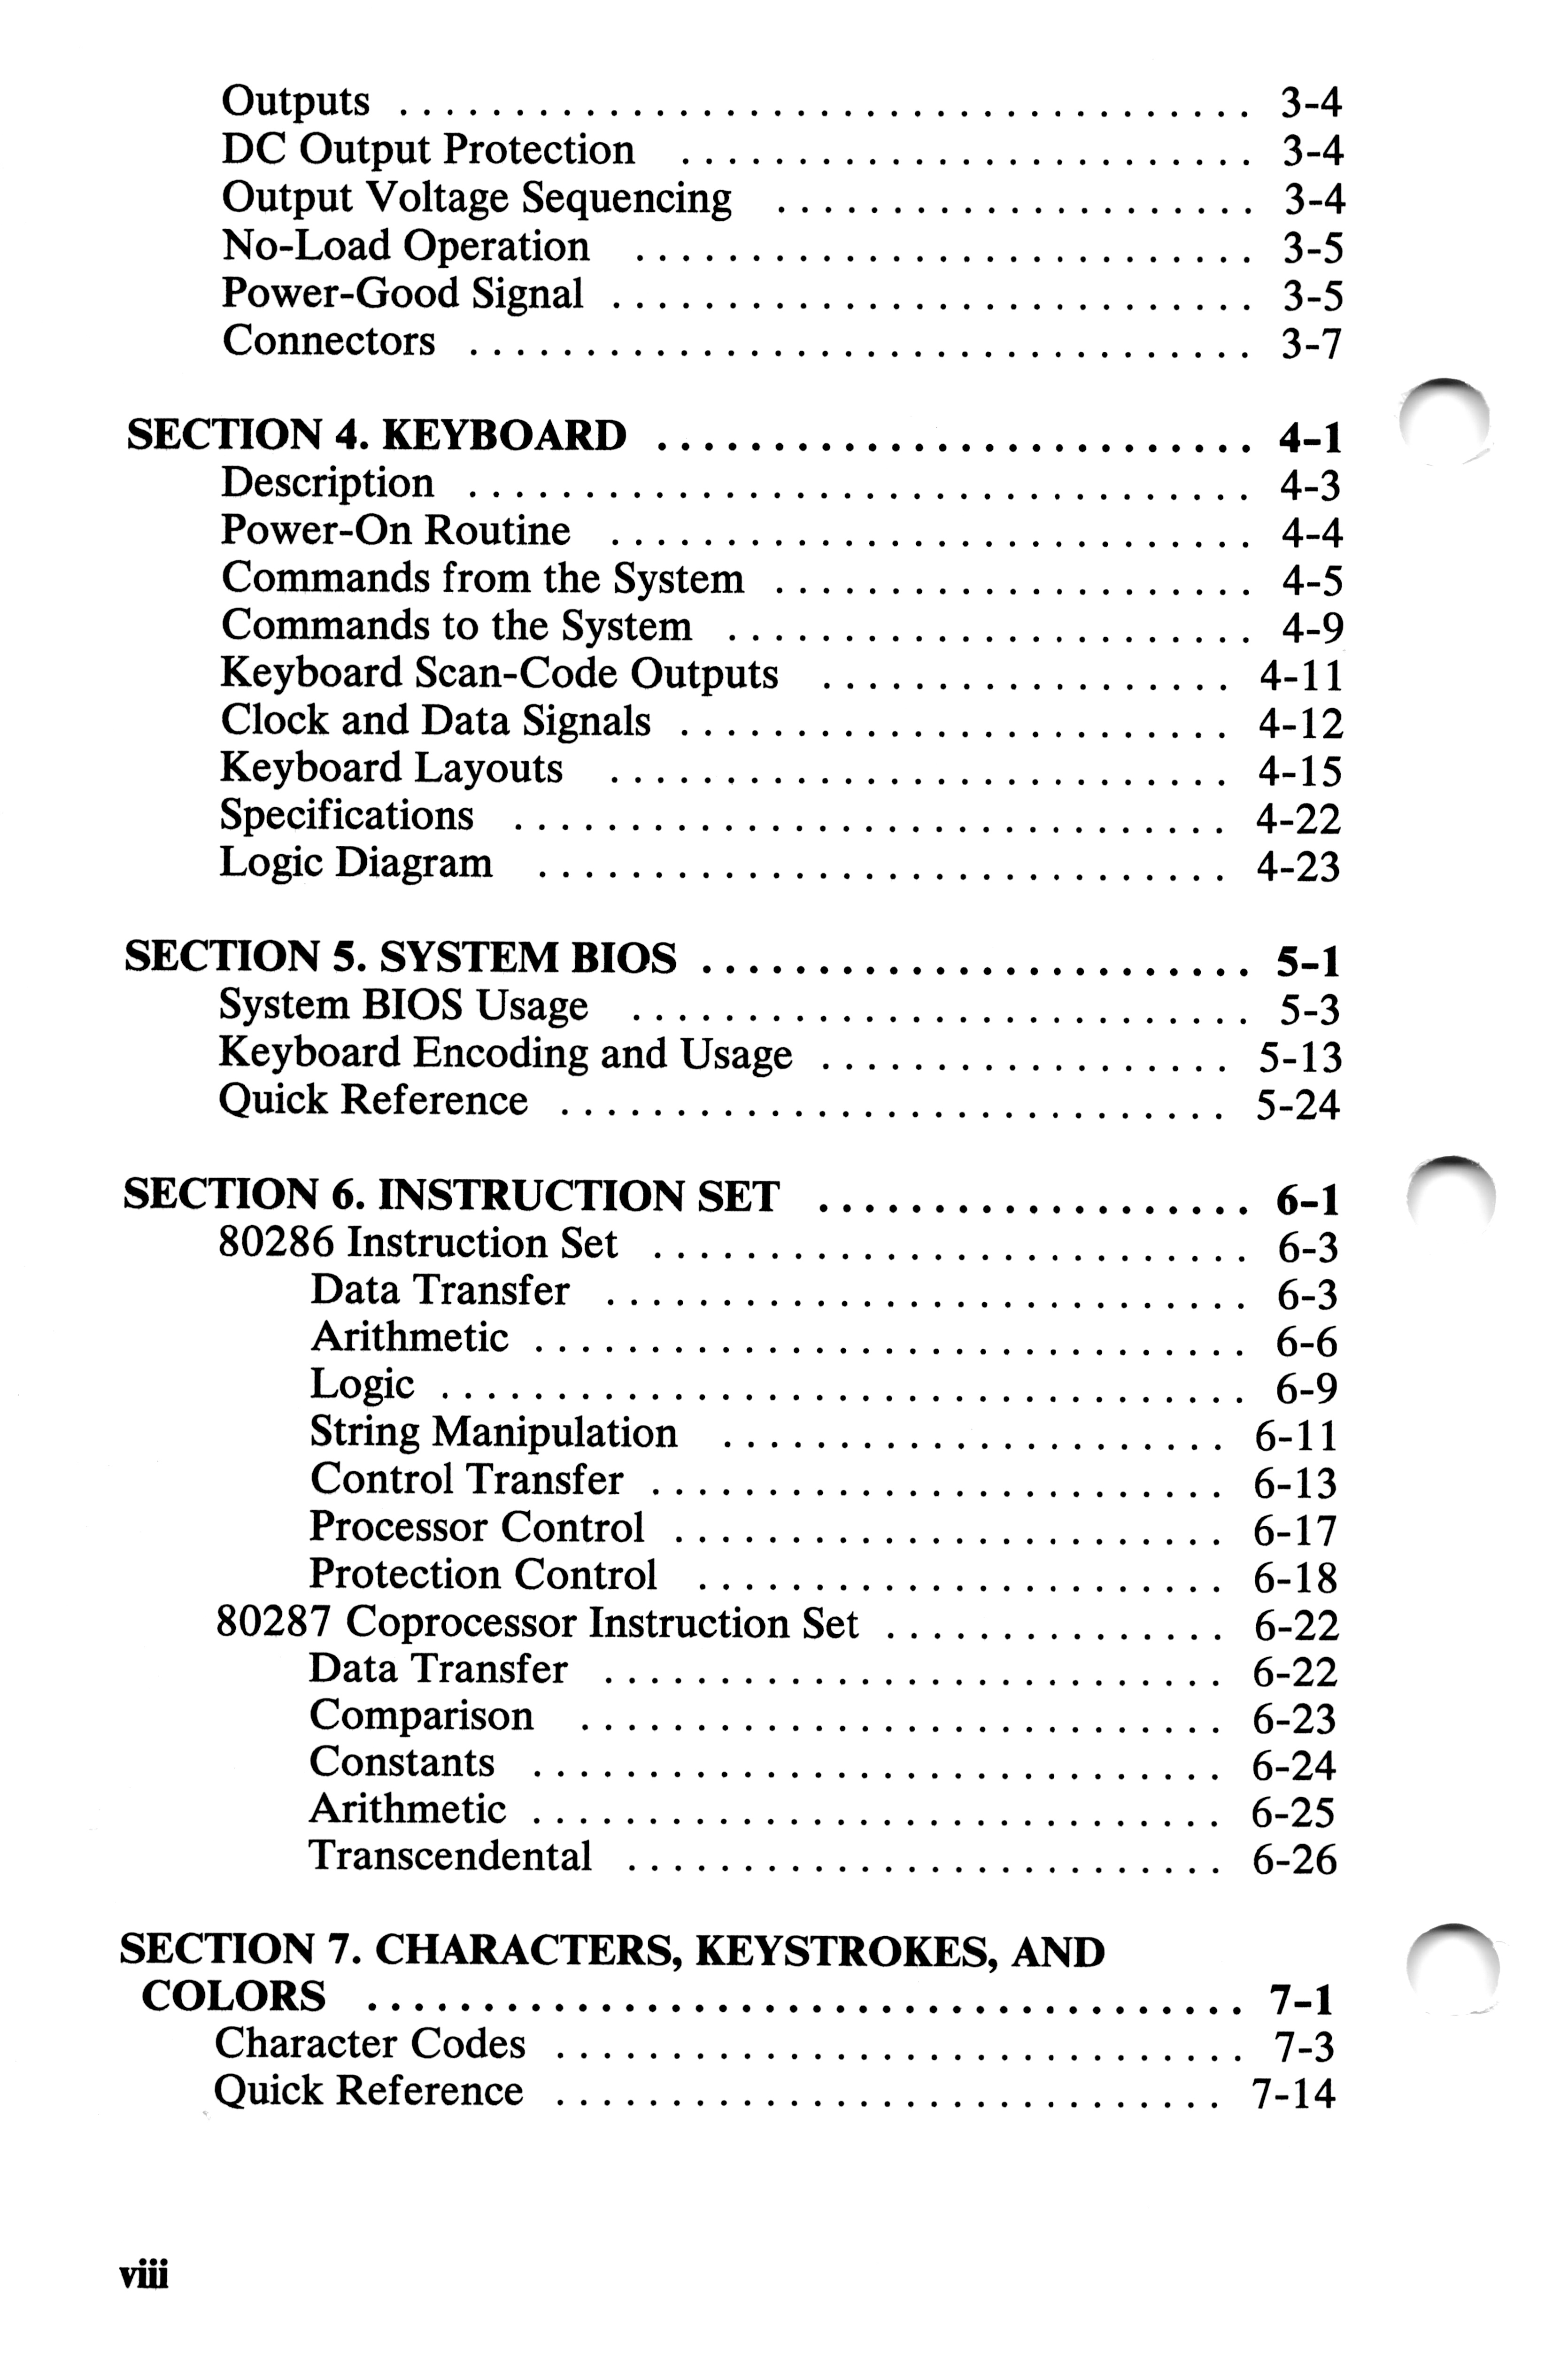 Outputs . . . . . . . . . . . . . . . . . . . . . . . . . . . . . . . . . . . . . 3-4
DC Output Protection . . . . . . . . . . . . . . . . . . . . . . . . . 3-4
Output Voltage Sequencing . . . . . . . . . . . . . . . . . . . . . 3-4
No-Load Operation . . . . . . . . . . . . . . . . . . . . . . . . . . . 3-5
Power-Good Signal . . . . . . . . . . . . . . . . . . . . . . . . . . . . 3-5
Connectors . . . . . . . . . . . . . . . . . . . . . . . . . . . . . . . . . . 3-7
SECTION 4. KEYBOARD . . . . . . . . . . . . . . . . . . . . . . . . . . 4-1
Description . . . . . . . . . . . . . . . . . . . . . . . . . . . . . . . . . . 4-3
Power-On Routine . . . . . . . . . . . . . . . . . . . . . . . . . . . . 4-4
Commands from the System . . . . . . . . . . . . . . . . . . . . . 4-5
Commands to the System . . . . . . . . . . . . . . . . . . . . . . . 4-9
Keyboard Scan-Code Outputs . . . . . . . . . . . . . . . . . . 4-11
Clock and Data Signals . . . . . . . . . . . . . . . . . . . . . . . . 4-12
Keyboard Layouts . . . . . . . . . . . . . . . . . . . . . . . . . . . 4-15
Specifications . . . . . . . . . . . . . . . . . . . . . . . . . . . . . . . 4-22
Logic Diagram . . . . . . . . . . . . . . . . . . . . . . . . . . . . . . 4-23
SECTION 5. SYSTEM BIOS . . . . . . . . . . . . . . . . . . . . . . . . 5-1
System BIOS Usage . . . . . . . . . . . . . . . . . . . . . . . . . . . 5-3
Keyboard Encoding and Usage . . . . . . . . . . . . . . . . . . 5-13
Quick Reference . . . . . . . . . . . . . . . . . . . . . . . . . . . . . 5-24
SECTION 6. INSTRUCTION SET . . . . . . . . . . . . . . . . . . . 6-1
80286 Instruction Set . . . . . . . . . . . . . . . . . . . . . . . . . . 6-3
Data Transfer . . . . . . . . . . . . . . . . . . . . . . . . . . . . 6-3
Arithmetic . . . . . . . . . . . . . . . . . . . . . . . . . . . . . . . 6-6
Logic . . . . . . . . . . . . . . . . . . . . . . . . . . . . . . . . . . . 6-9
String Manipulation . . . . . . . . . . . . . . . . . . . . . . 6-11
Control Transfer . . . . . . . . . . . . . . . . . . . . . . . . . 6-13
Processor Control . . . . . . . . . . . . . . . . . . . . . . . . 6-17
Protection Control . . . . . . . . . . . . . . . . . . . . . . . 6-18
80287 Coprocessor Instruction Set . . . . . . . . . . . . . . . 6-22
Data Transfer . . . . . . . . . . . . . . . . . . . . . . . . . . . 6-22
Comparison . . . . . . . . . . . . . . . . . . . . . . . . . . . . 6-23
Constants . . . . . . . . . . . . . . . . . . . . . . . . . . . . . . 6-24
Arithmetic . . . . . . . . . . . . . . . . . . . . . . . . . . . . . . 6-25
Transcendental . . . . . . . . . . . . . . . . . . . . . . . . . . 6-26
SECTION 7. CHARACTERS, KEYSTROKES, AND
COLORS . . . . . . . . . . . . . . . . . . . . . . . . . . . . . . . . . . . . . . 7-1
Character Codes . . . . . . . . . . . . . . . . . . . . . . . . . . . . . . 7-3
Quick Reference . . . . . . . . . . . . . . . . . . . . . . . . . . . . . 7-14
viii